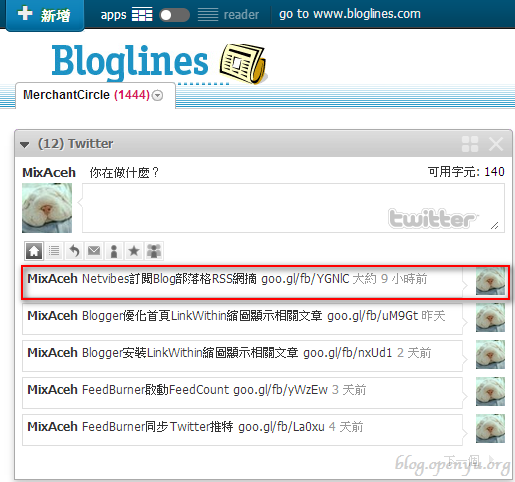 新增 apps reader go to www.bloglines.com
Bloglines
MerchantCircle (1444)
(12) Twitter
MixAceh 你在做什麼？ 可用字元: 140
twitter
MixAceh Netvibes訂閱Blog部落格RSS網摘 goo.gl/fb/YGNlC 大約 9 小時前
MixAceh Blogger優化首頁LinkWithin縮圖顯示相關文章 goo.gl/fb/uM9Gt 昨天
MixAceh Blogger安裝LinkWithin縮圖顯示相關文章 goo.gl/fb/nxUd1 2 天前
MixAceh FeedBurner啟動FeedCount goo.gl/fb/yWzEw 3 天前
MixAceh FeedBurner同步Twitter推特 goo.gl/fb/La0xu 4 天前
下一個
blog.openyu.org